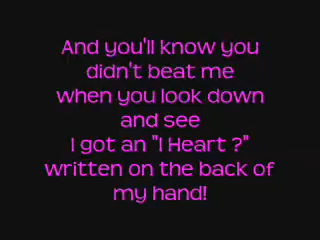 And you'll know you
didn't beat me
when you look down
and see
I got an "I Heart ?"
written on the back of
my hand!